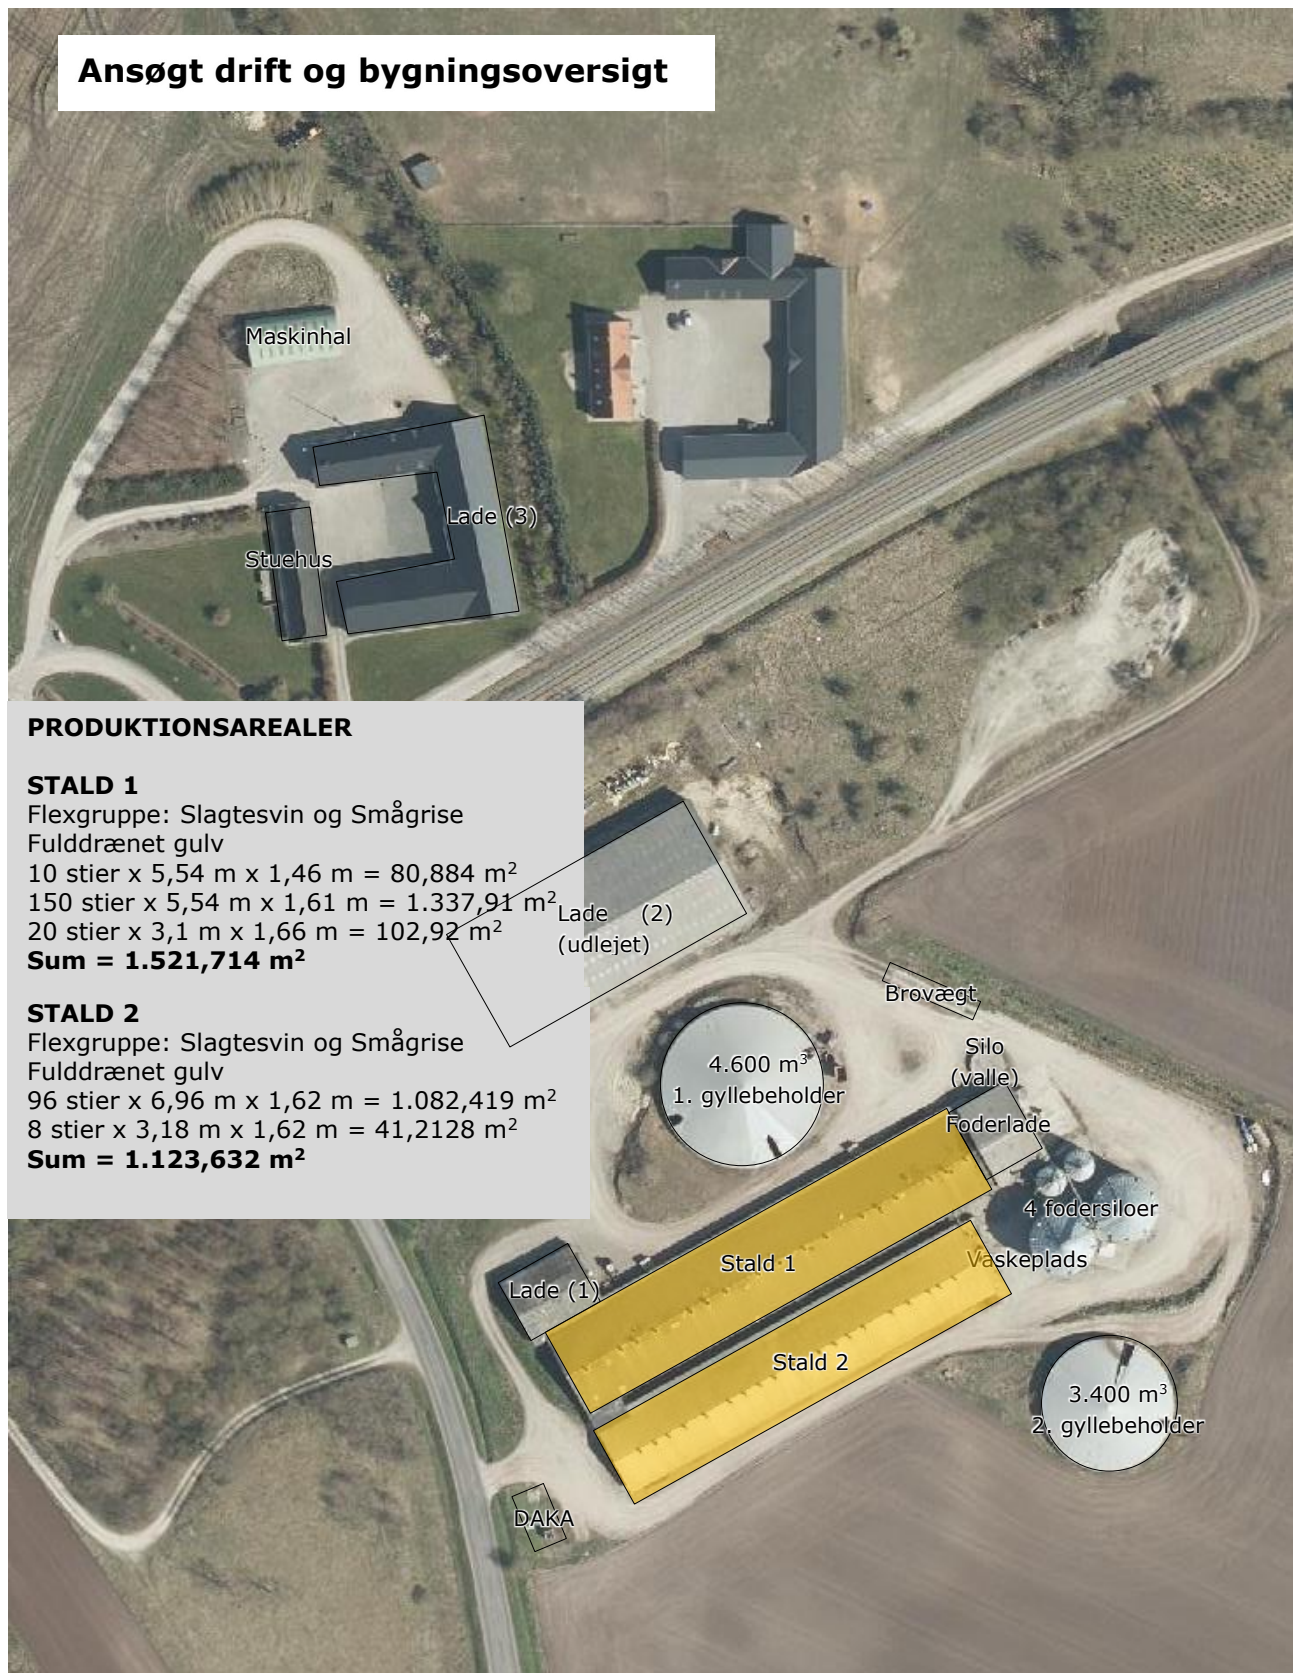 Ansøgt drift og bygningsoversigt
Maskinhal
Lade (3)
Stuehus
PRODUKTIONSAREALER
STALD 1
Flexgruppe: Slagtesvin og Smågrise
Fulddrænet gulv
10 stier x 5,54 m x 1,46 m = 80,884 m²
150 stier x 5,54 m x 1,61 m = 1.337,91 m²
20 stier x 3,1 m x 1,66 m = 102,92 m²
Sum = 1.521,714 m²
STALD 2
Flexgruppe: Slagtesvin og Smågrise
Fulddrænet gulv
96 stier x 6,96 m x 1,62 m = 1.082,419 m²
8 stier x 3,18 m x 1,62 m = 41,2128 m²
Sum = 1.123,632 m²
Lade (2)
(udlejet)
Brovægt
Silo
(valle)
4.600 m³
1. gyllebeholder
Foderlade
4 fodersiloer
Vaskeplads
Stald 1
Lade (1)
Stald 2
3.400 m³
2. gyllebeholder
DAKA